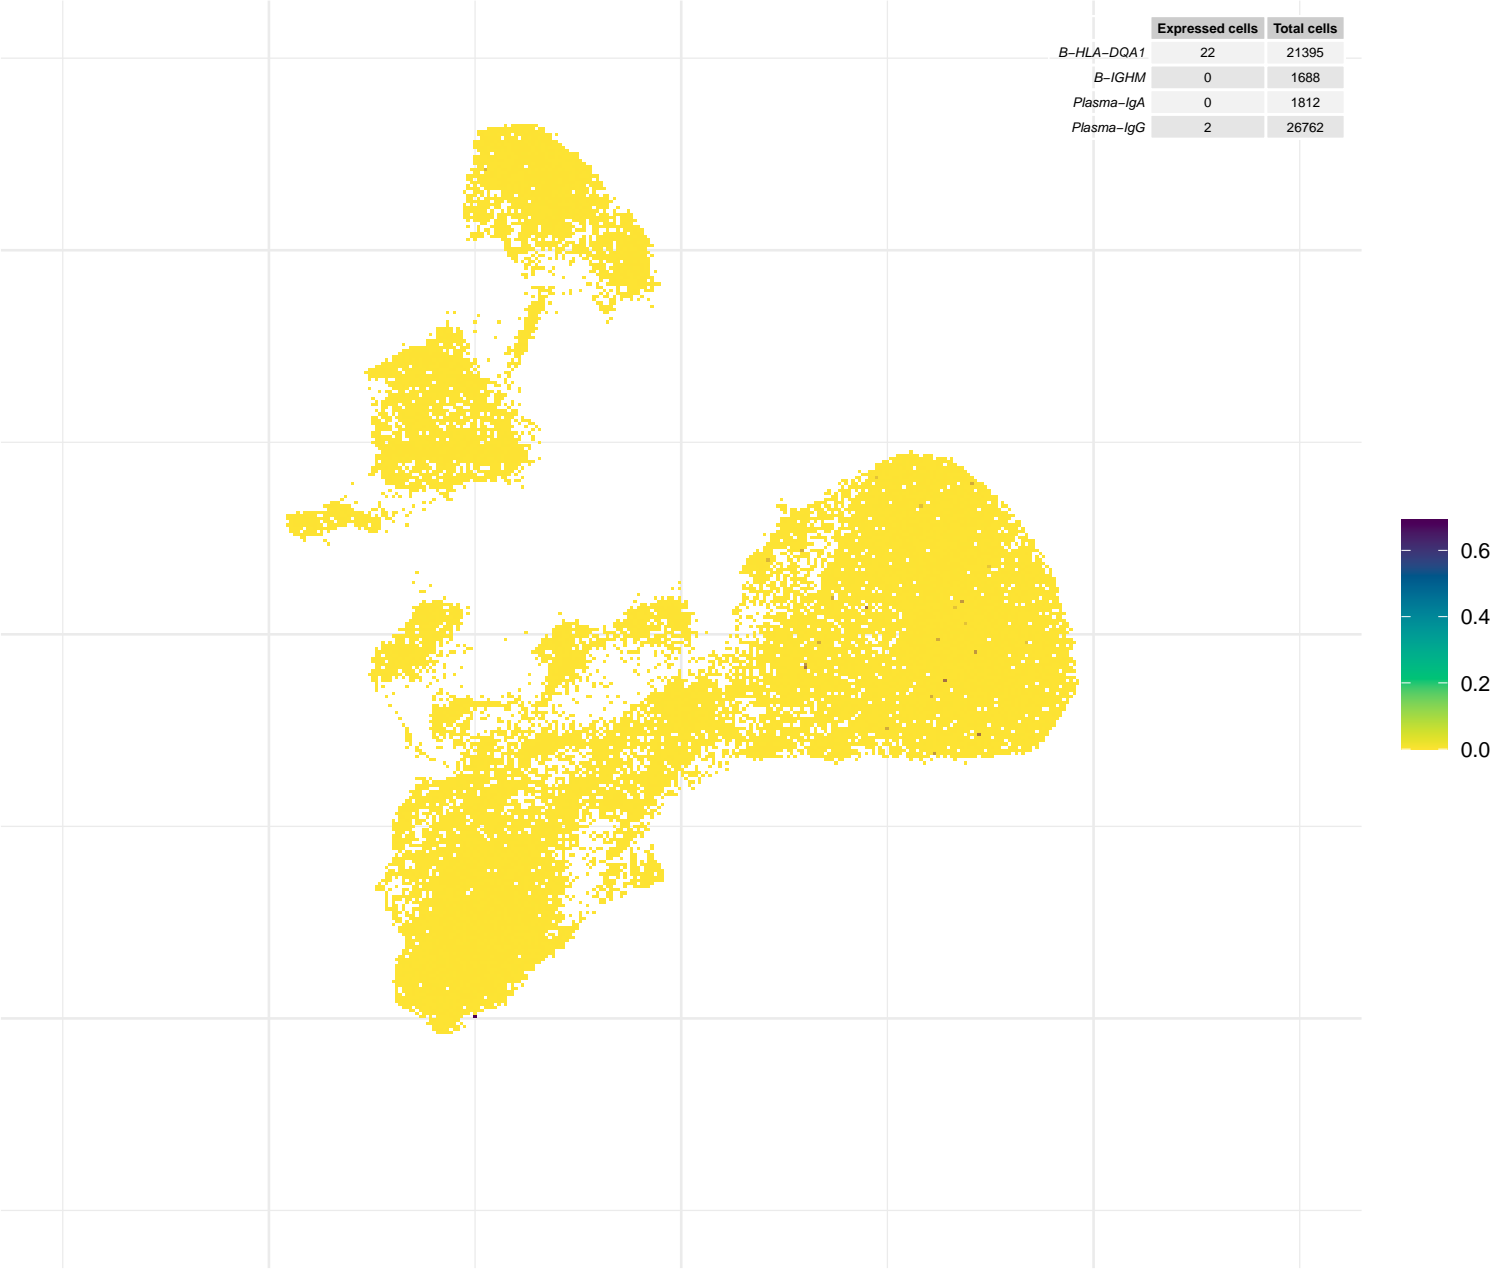 Expressed cells Total cells
B−HLA−DQA1 22 21395
B−IGHM 0 1688
Plasma−IgA 0 1812
Plasma−IgG 2 26762
0.6
0.4
0.2
0.0